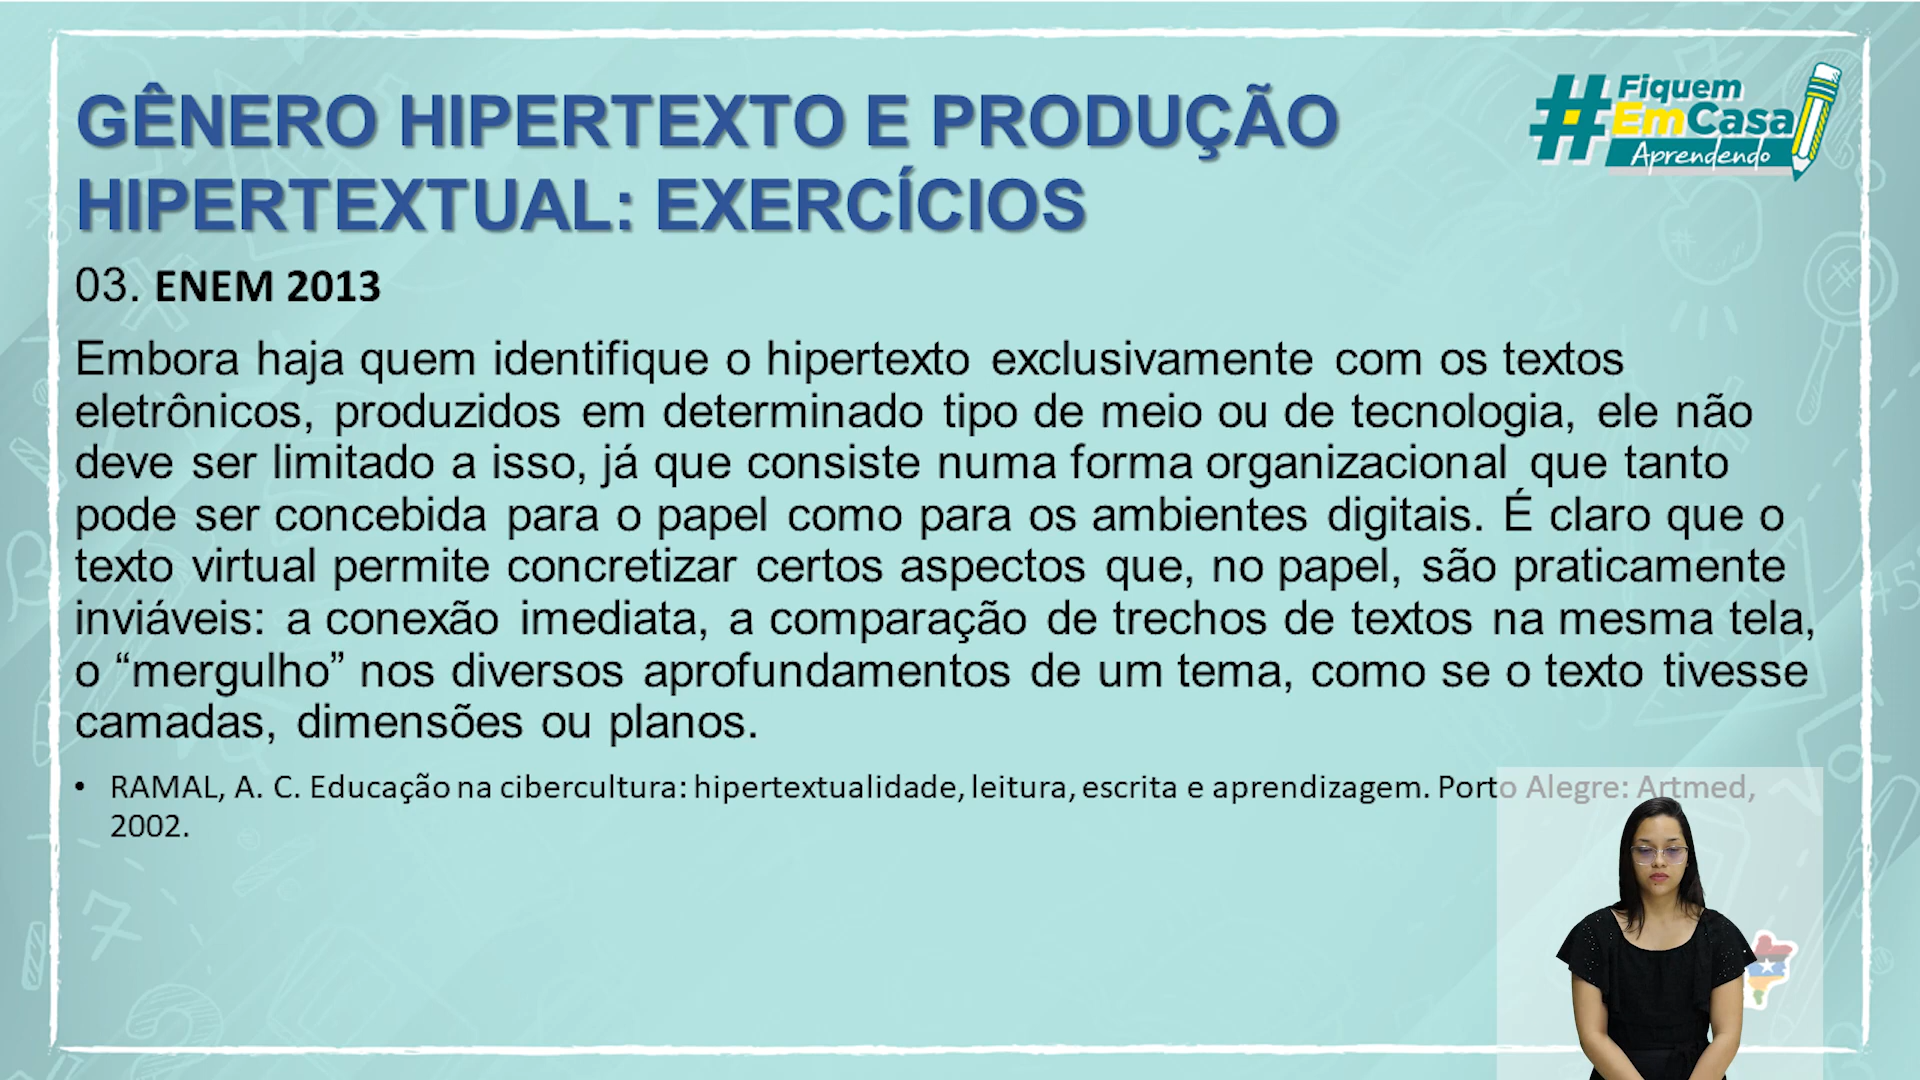 GÊNERO HIPERTEXTO E PRODUÇÃO
HIPERTEXTUAL: EXERCÍCIOS
#Fiquem
EmCasa
Aprendendo
03. ENEM 2013
Embora haja quem identifique o hipertexto exclusivamente com os textos
eletrônicos, produzidos em determinado tipo de meio ou de tecnologia, ele não
deve ser limitado a isso, já que consiste numa forma organizacional que tanto
pode ser concebida para o papel como para os ambientes digitais. É claro que o
texto virtual permite concretizar certos aspectos que, no papel, são praticamente
inviáveis: a conexão imediata, a comparação de trechos de textos na mesma tela,
o “mergulho” nos diversos aprofundamentos de um tema, como se o texto tivesse
camadas, dimensões ou planos.
• RAMAL, A. C. Educação na cibercultura: hipertextualidade, leitura, escrita e aprendizagem. Porto Alegre: Artmed,
2002.